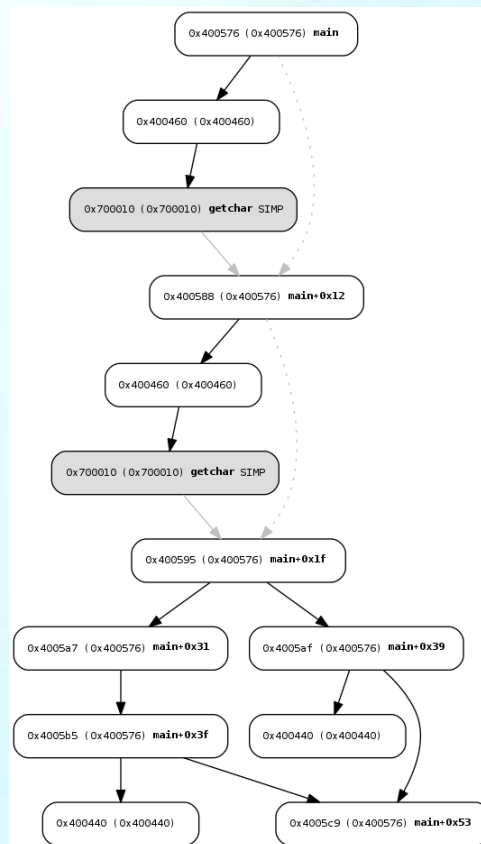 0x400576 (0x400576) main
0x400460 (0x400460)
0x700010 (0x700010) getchar SIMP
0x400588 (0x400576) main+0x12
0x400460 (0x400460)
0x700010 (0x700010) getchar SIMP
0x400595 (0x400576) main+0x1f
0x4005a7 (0x400576) main+0x31
0x4005af (0x400576) main+0x39
0x4005b5 (0x400576) main+0x3f
0x400440 (0x400440)
0x400440 (0x400440)
0x4005c9 (0x400576) main+0x53